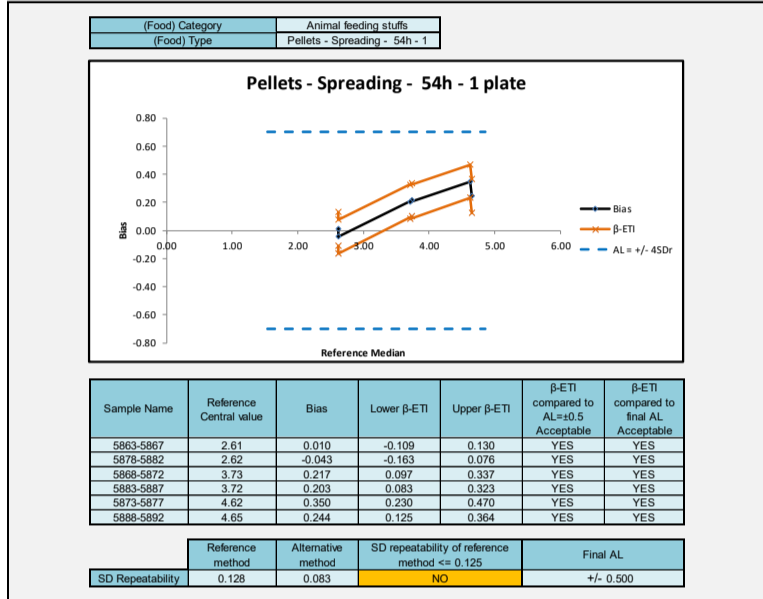 (Food) Category Animal feeding stuffs
(Food) Type Pellets - Spreading - 54h - 1
Pellets - Spreading - 54h - 1 plate
0.80
0.60
0.40
0.20
0.00
-0.20
-0.40
-0.60
-0.80
Bias
0.00 1.00 2.00 3.00 4.00 5.00 6.00
Reference Median
Bias
β-ETI
AL = +/- 4SDr
Sample Name Reference Central value Bias Lower β-ETI Upper β-ETI β-ETI compared to AL=±0.5 Acceptable β-ETI compared to final AL Acceptable
5863-5867 2.61 0.010 -0.109 0.130 YES YES
5878-5882 2.62 -0.043 -0.163 0.076 YES YES
5868-5872 3.73 0.217 0.097 0.337 YES YES
5883-5887 3.72 0.203 0.083 0.323 YES YES
5873-5877 4.62 0.350 0.230 0.470 YES YES
5888-5892 4.65 0.244 0.125 0.364 YES YES
Reference method Alternative method SD repeatability of reference method <= 0.125 Final AL
SD Repeatability 0.128 0.083 NO +/- 0.500